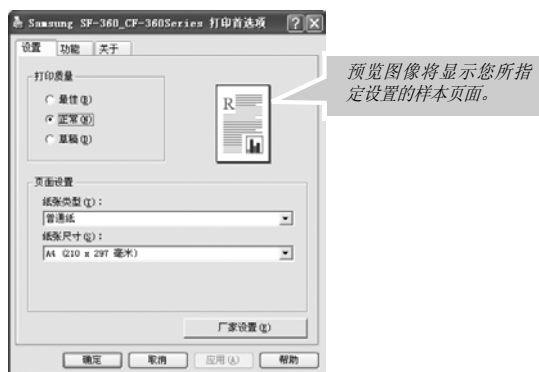 Samsung SF-360_CF-360Series 打印首选项
设置 功能 关于
打印质量
最佳(B)
正常(N)
草稿(D)
预览图像将显示您所指
定设置的样本页面。
R
页面设置
纸张类型(T):
普通纸
纸张尺寸(S):
A4 (210 x 297 毫米)
厂家设置(E)
确定 取消 应用(A) 帮助